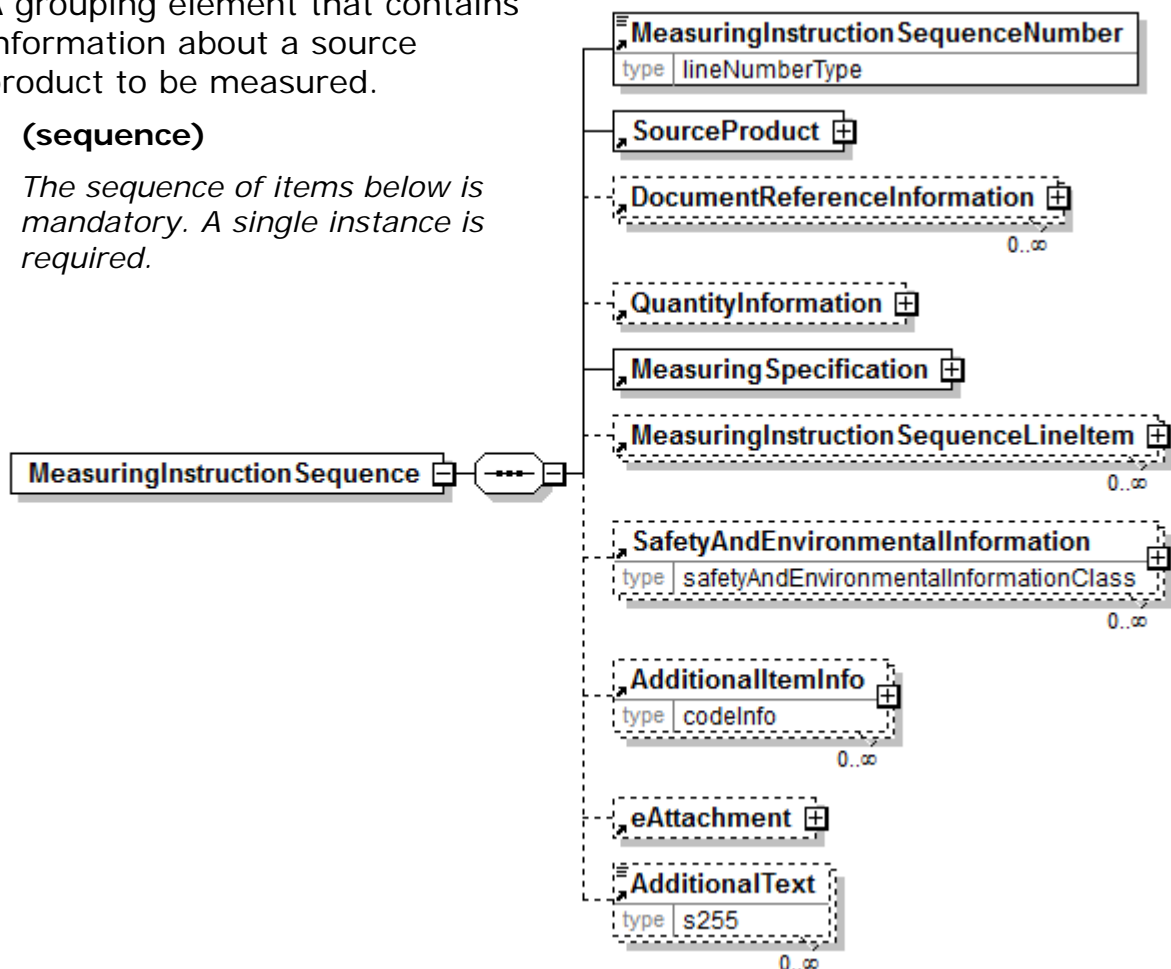 A grouping element that contains
information about a source
product to be measured.
(sequence)
The sequence of items below is
mandatory. A single instance is
required.
MeasuringInstructionSequence
MeasuringInstructionSequenceNumber
type lineNumberType
SourceProduct
DocumentReferenceInformation
0..∞
QuantityInformation
MeasuringSpecification
MeasuringInstructionSequenceLineItem
0..∞
SafetyAndEnvironmentalInformation
type safetyAndEnvironmentalInformationClass
0..∞
AdditionalItemInfo
type codeInfo
0..∞
eAttachment
AdditionalText
type s255
0..∞